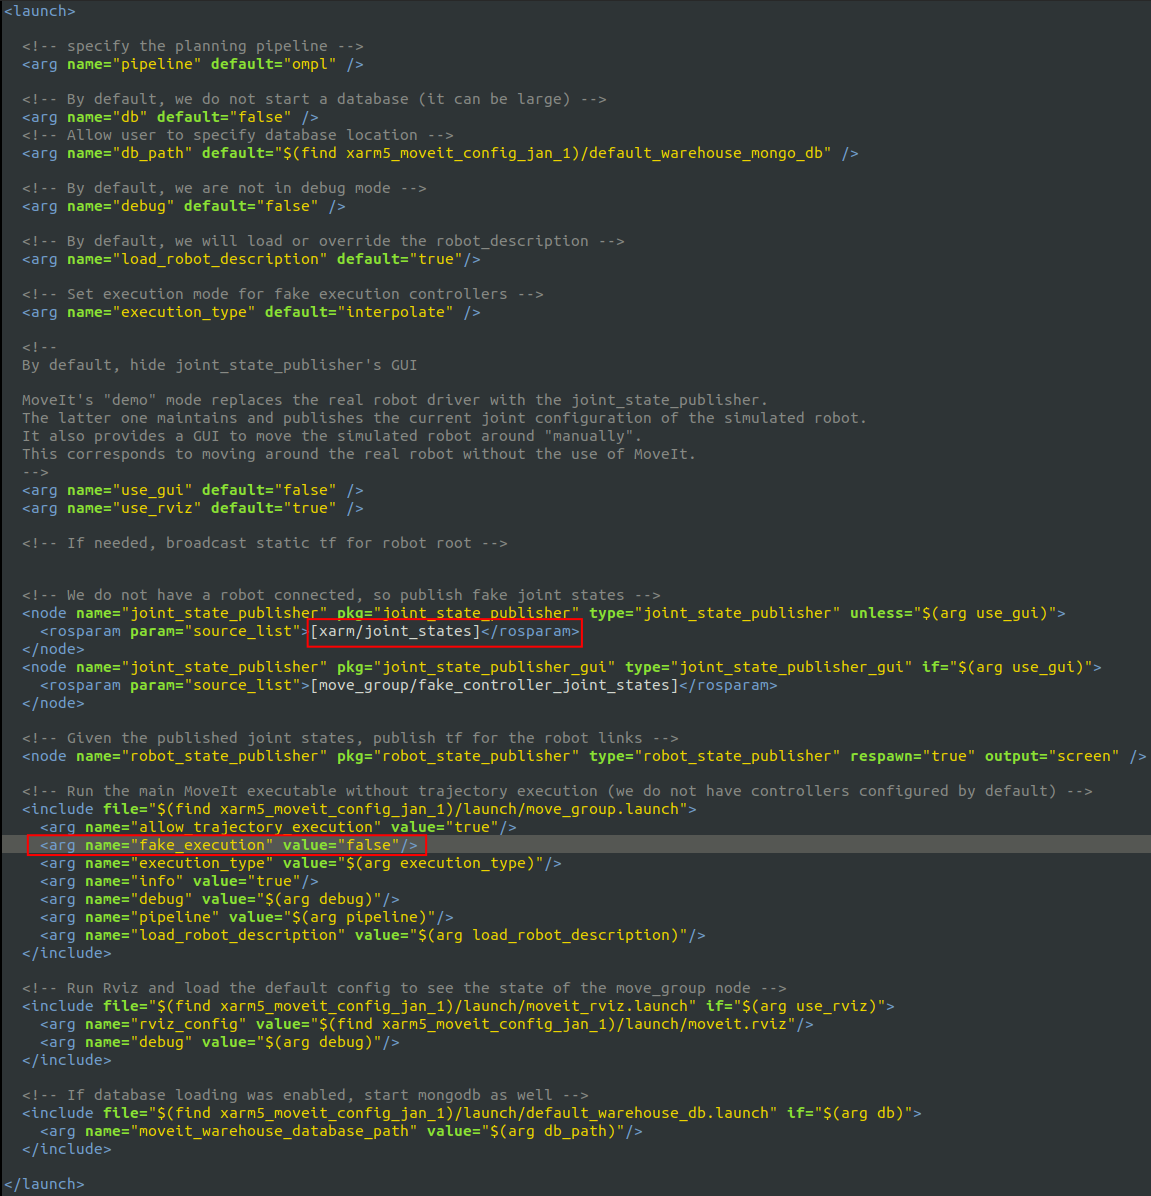 <launch>
<!-- specify the planning pipeline -->
<arg name="pipeline" default="ompl" />
<!-- By default, we do not start a database (it can be large) -->
<arg name="db" default="false" />
<!-- Allow user to specify database location -->
<arg name="db_path" default="$(find xarm5_moveit_config_jan_1)/default_warehouse_mongo_db" />
<!-- By default, we are not in debug mode -->
<arg name="debug" default="false" />
<!-- By default, we will load or override the robot_description -->
<arg name="load_robot_description" default="true"/>
<!-- Set execution mode for fake execution controllers -->
<arg name="execution_type" default="interpolate" />
<!--
By default, hide joint_state_publisher's GUI
MoveIt's "demo" mode replaces the real robot driver with the joint_state_publisher.
The latter one maintains and publishes the current joint configuration of the simulated robot.
It also provides a GUI to move the simulated robot around "manually".
This corresponds to moving around the real robot without the use of MoveIt.
-->
<arg name="use_gui" default="false" />
<arg name="use_rviz" default="true" />
<!-- If needed, broadcast static tf for robot root -->
<!-- We do not have a robot connected, so publish fake joint states -->
<node name="joint_state_publisher" pkg="joint_state_publisher" type="joint_state_publisher" unless="$(arg use_gui)">
<rosparam param="source_list">[xarm/joint_states]</rosparam>
</node>
<node name="joint_state_publisher" pkg="joint_state_publisher_gui" type="joint_state_publisher_gui" if="$(arg use_gui)">
<rosparam param="source_list">[move_group/fake_controller_joint_states]</rosparam>
</node>
<!-- Given the published joint states, publish tf for the robot links -->
<node name="robot_state_publisher" pkg="robot_state_publisher" type="robot_state_publisher" respawn="true" output="screen" />
<!-- Run the main MoveIt executable without trajectory execution (we do not have controllers configured by default) -->
<include file="$(find xarm5_moveit_config_jan_1)/launch/move_group.launch">
<arg name="allow_trajectory_execution" value="true"/>
<arg name="fake_execution" value="false"/>
<arg name="execution_type" value="$(arg execution_type)"/>
<arg name="info" value="true"/>
<arg name="debug" value="$(arg debug)"/>
<arg name="pipeline" value="$(arg pipeline)"/>
<arg name="load_robot_description" value="$(arg load_robot_description)"/>
</include>
<!-- Run Rviz and load the default config to see the state of the move_group node -->
<include file="$(find xarm5_moveit_config_jan_1)/launch/moveit_rviz.launch" if="$(arg use_rviz)">
<arg name="rviz_config" value="$(find xarm5_moveit_config_jan_1)/launch/moveit.rviz"/>
<arg name="debug" value="$(arg debug)"/>
</include>
<!-- If database loading was enabled, start mongodb as well -->
<include file="$(find xarm5_moveit_config_jan_1)/launch/default_warehouse_db.launch" if="$(arg db)">
<arg name="moveit_warehouse_database_path" value="$(arg db_path)"/>
</include>
</launch>